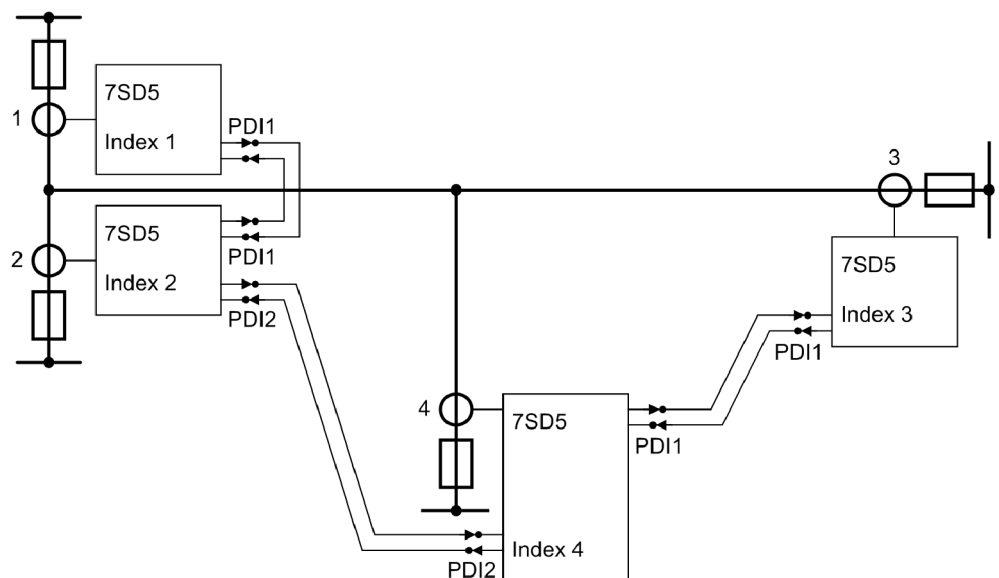 7SD5
1
PDI1
Index 1
3
7SD5
2
PDI1
7SD5
Index 2
Index 3
PDI2
PDI1
4
7SD5
PDI1
Index 4
PDI2